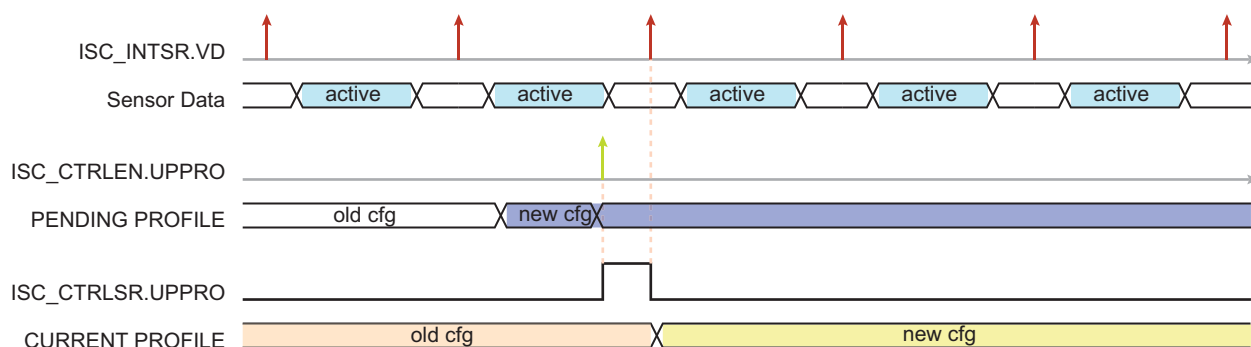 ISC_INTSR.VD
Sensor Data active active active active active
ISC_CTRLEN.UPPRO
PENDING PROFILE old cfg new cfg
ISC_CTRLSR.UPPRO
CURRENT PROFILE old cfg new cfg